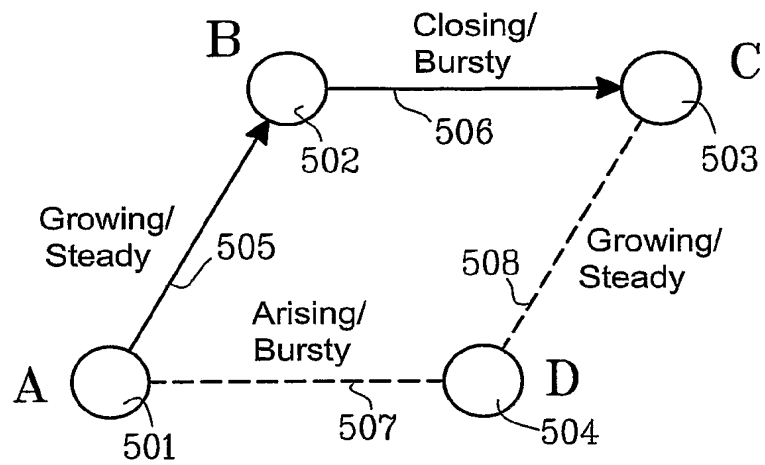 B
Closing/
Bursty
C
502
506
503
Growing/
Steady
505
508
Growing/
Steady
Arising/
Bursty
A
D
501
507
504